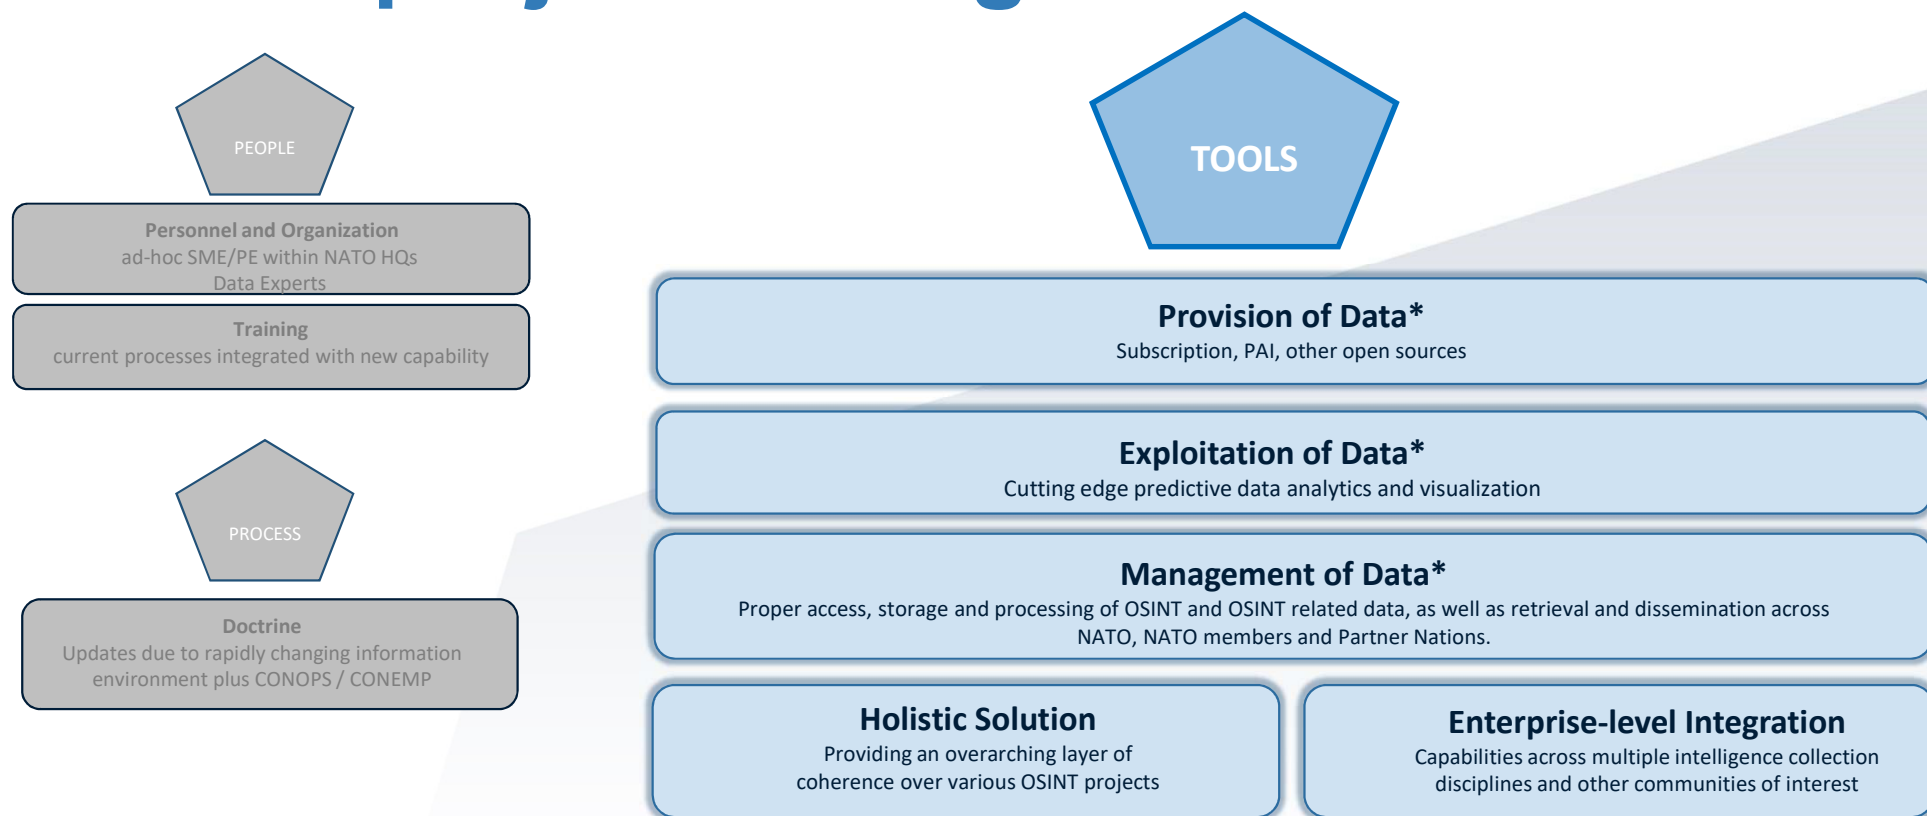 PEOPLE
Personnel and Organization
ad-hoc SME/PE within NATO HQs
Data Experts
Training
current processes integrated with new capability
PROCESS
Doctrine
Updates due to rapidly changing information
environment plus CONOPS / CONEMP
TOOLS
Provision of Data*
Subscription, PAI, other open sources
Exploitation of Data*
Cutting edge predictive data analytics and visualization
Management of Data*
Proper access, storage and processing of OSINT and OSINT related data, as well as retrieval and dissemination across
NATO, NATO members and Partner Nations.
Holistic Solution
Providing an overarching layer of
coherence over various OSINT projects
Enterprise-level Integration
Capabilities across multiple intelligence collection
disciplines and other communities of interest